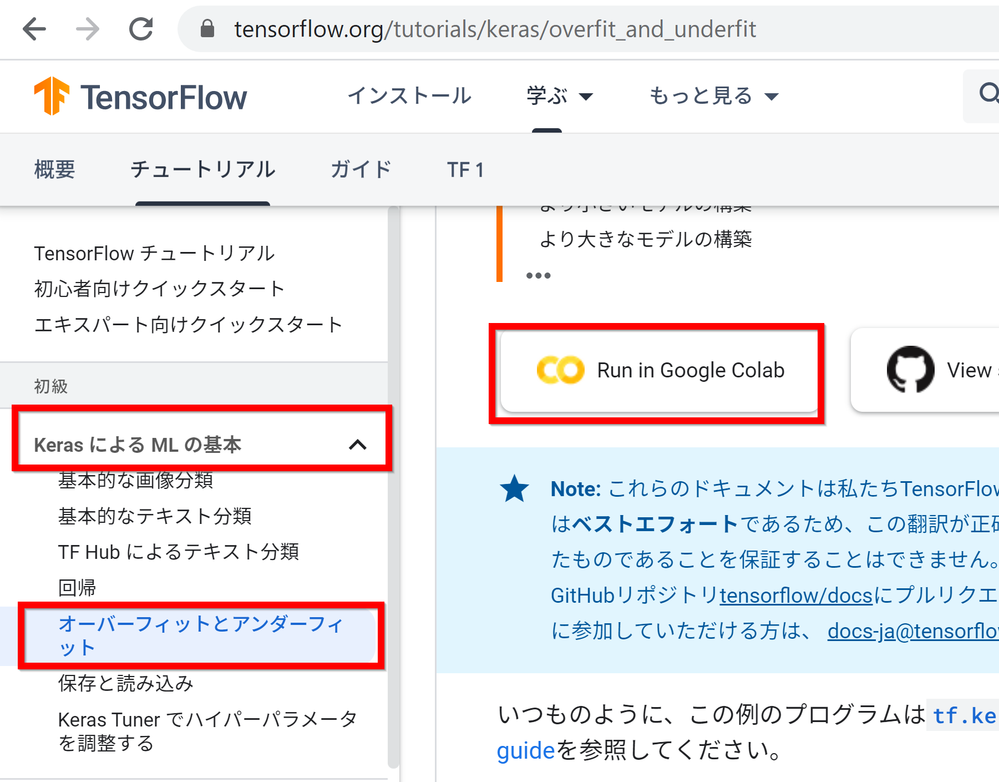 tensorflow.org/tutorials/keras/overfit_and_underfit
TensorFlow
インストール
学ぶ
もっと見る
概要
チュートリアル
ガイド
TF 1
TensorFlow チュートリアル
初心者向けクイックスタート
エキスパート向けクイックスタート
初級
Keras による ML の基本
基本的な画像分類
基本的なテキスト分類
TF Hub によるテキスト分類
回帰
オーバーフィットとアンダーフィ
ット
保存と読み込み
Keras Tuner でハイパーパラメータ
を調整する
より小さいモデルの構築
より大きなモデルの構築
•••
Run in Google Colab
View
Note: これらのドキュメントは私たちTensorFlow
はベストエフォートであるため、この翻訳が正確
たものであることを保証することはできません。
GitHubリポジトリtensorflow/docsにプルリクエ
に参加していただける方は、 docs-ja@tensorflow
いつものように、この例のプログラムは tf.ke
guideを参照してください。